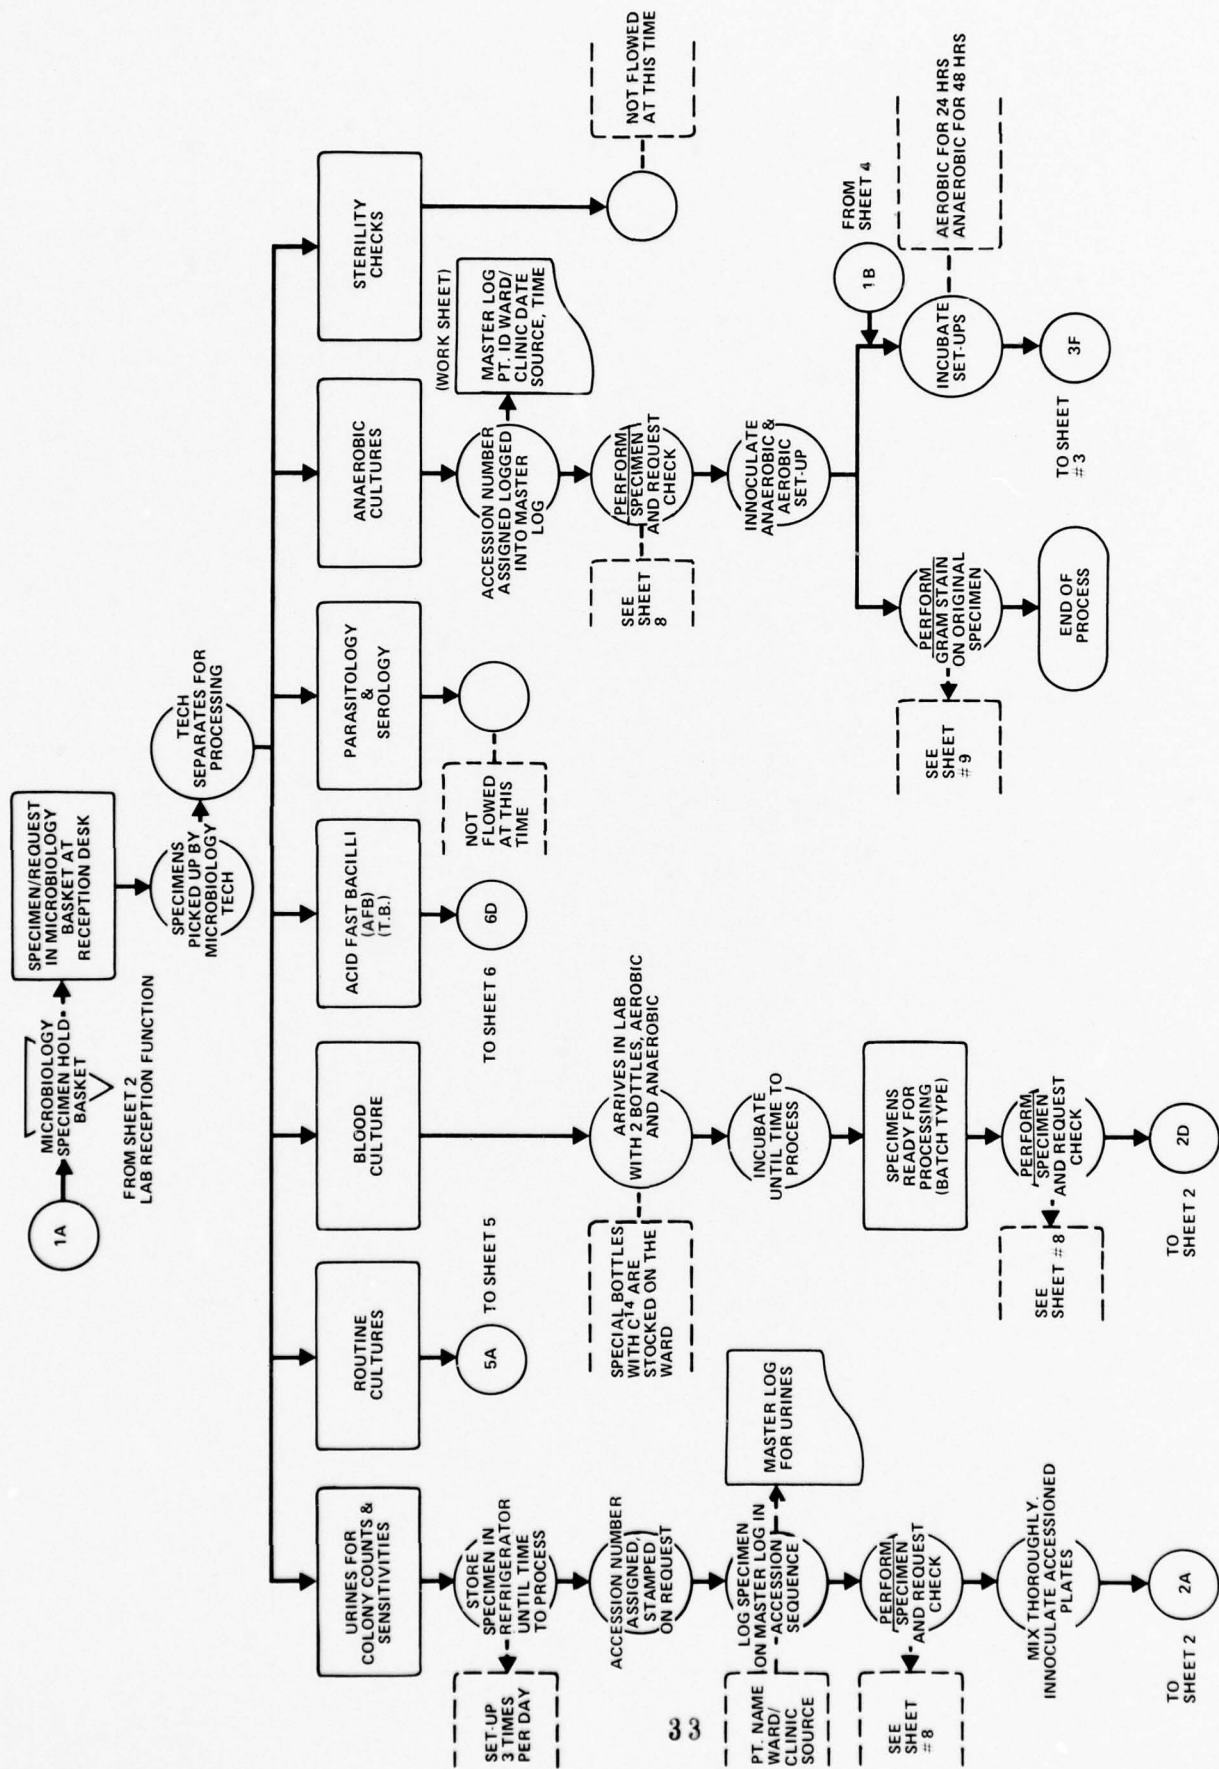 1A
MICROBIOLOGY
SPECIMEN HOLD
BASKET
FROM SHEET 2
LAB RECEPTION FUNCTION
SPECIMEN/REQUEST
IN MICROBIOLOGY
BASKET AT
RECEPTION DESK
SPECIMENS
PICKED UP BY
MICROBIOLOGY
TECH
TECH
SEPARATES FOR
PROCESSING
URINES FOR
COLONY COUNTS &
SENSITIVITIES
STORE
SPECIMEN IN
REFRIGERATOR
UNTIL TIME
TO PROCESS
SET-UP
3 TIMES
PER DAY
ACCESSION NUMBER
ASSIGNED,
STAMPED
ON REQUEST
LOG SPECIMEN
ON MASTER LOG IN
ACCESSION
SEQUENCE
PT. NAME
WARD/
CLINIC
SOURCE
MASTER LOG
FOR URINES
PERFORM
SPECIMEN
AND REQUEST
CHECK
SEE
SHEET
#8
MIX THOROUGHLY.
INNOCULATE ACCESSIONED
PLATES
2A
TO
SHEET 2
ROUTINE
CULTURES
5A
TO SHEET 5
BLOOD
CULTURE
ARRIVES IN LAB
WITH 2 BOTTLES, AEROBIC
AND ANAEROBIC
SPECIAL BOTTLES
WITH C14 ARE
STOCKED ON THE
WARD
INCUBATE
UNTIL TIME TO
PROCESS
SPECIMENS
READY FOR
PROCESSING
(BATCH TYPE)
PERFORM
SPECIMEN
AND REQUEST
CHECK
SEE
SHEET #8
2D
TO
SHEET 2
ACID FAST BACILLI
(AFB)
(T.B.)
6D
TO SHEET 6
PARASITOLOGY
&
SEROLOGY
NOT
FLOWED
AT THIS
TIME
ANAEROBIC
CULTURES
ACCESSION NUMBER
ASSIGNED LOGGED
INTO MASTER
LOG
(WORK SHEET)
MASTER LOG
PT. ID WARD/
CLINIC DATE
SOURCE, TIME
PERFORM
SPECIMEN
AND REQUEST
CHECK
SEE
SHEET
8
INNOCULATE
ANAEROBIC &
AEROBIC
SET-UP
PERFORM
GRAM STAIN
ON ORIGINAL
SPECIMEN
SEE
SHEET
#9
END OF
PROCESS
1B
FROM
SHEET 4
INCUBATE
SET-UPS
AEROBIC FOR 24 HRS
ANAEROBIC FOR 48 HRS
3F
TO SHEET
#3
STERILITY
CHECKS
NOT FLOWED
AT THIS TIME
33